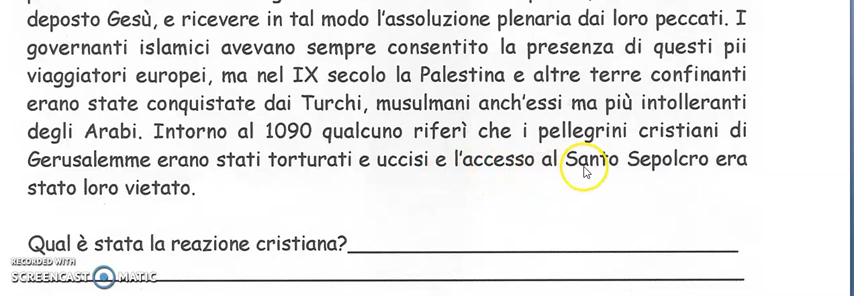 deposto Gesù, e ricevere in tal modo l'assoluzione plenaria dai loro peccati. I
governanti islamici avevano sempre consentito la presenza di questi pii
viaggiatori europei, ma nel IX secolo la Palestina e altre terre confinanti
erano state conquistate dai Turchi, musulmani anch'essi ma più intolleranti
degli Arabi. Intorno al 1090 qualcuno riferì che i pellegrini cristiani di
Gerusalemme erano stati torturati e uccisi e l'accesso al Santo Sepolcro era
stato loro vietato.
Qual è stata la reazione cristiana?
RECORDED WITH
SCREENCAST MATIC